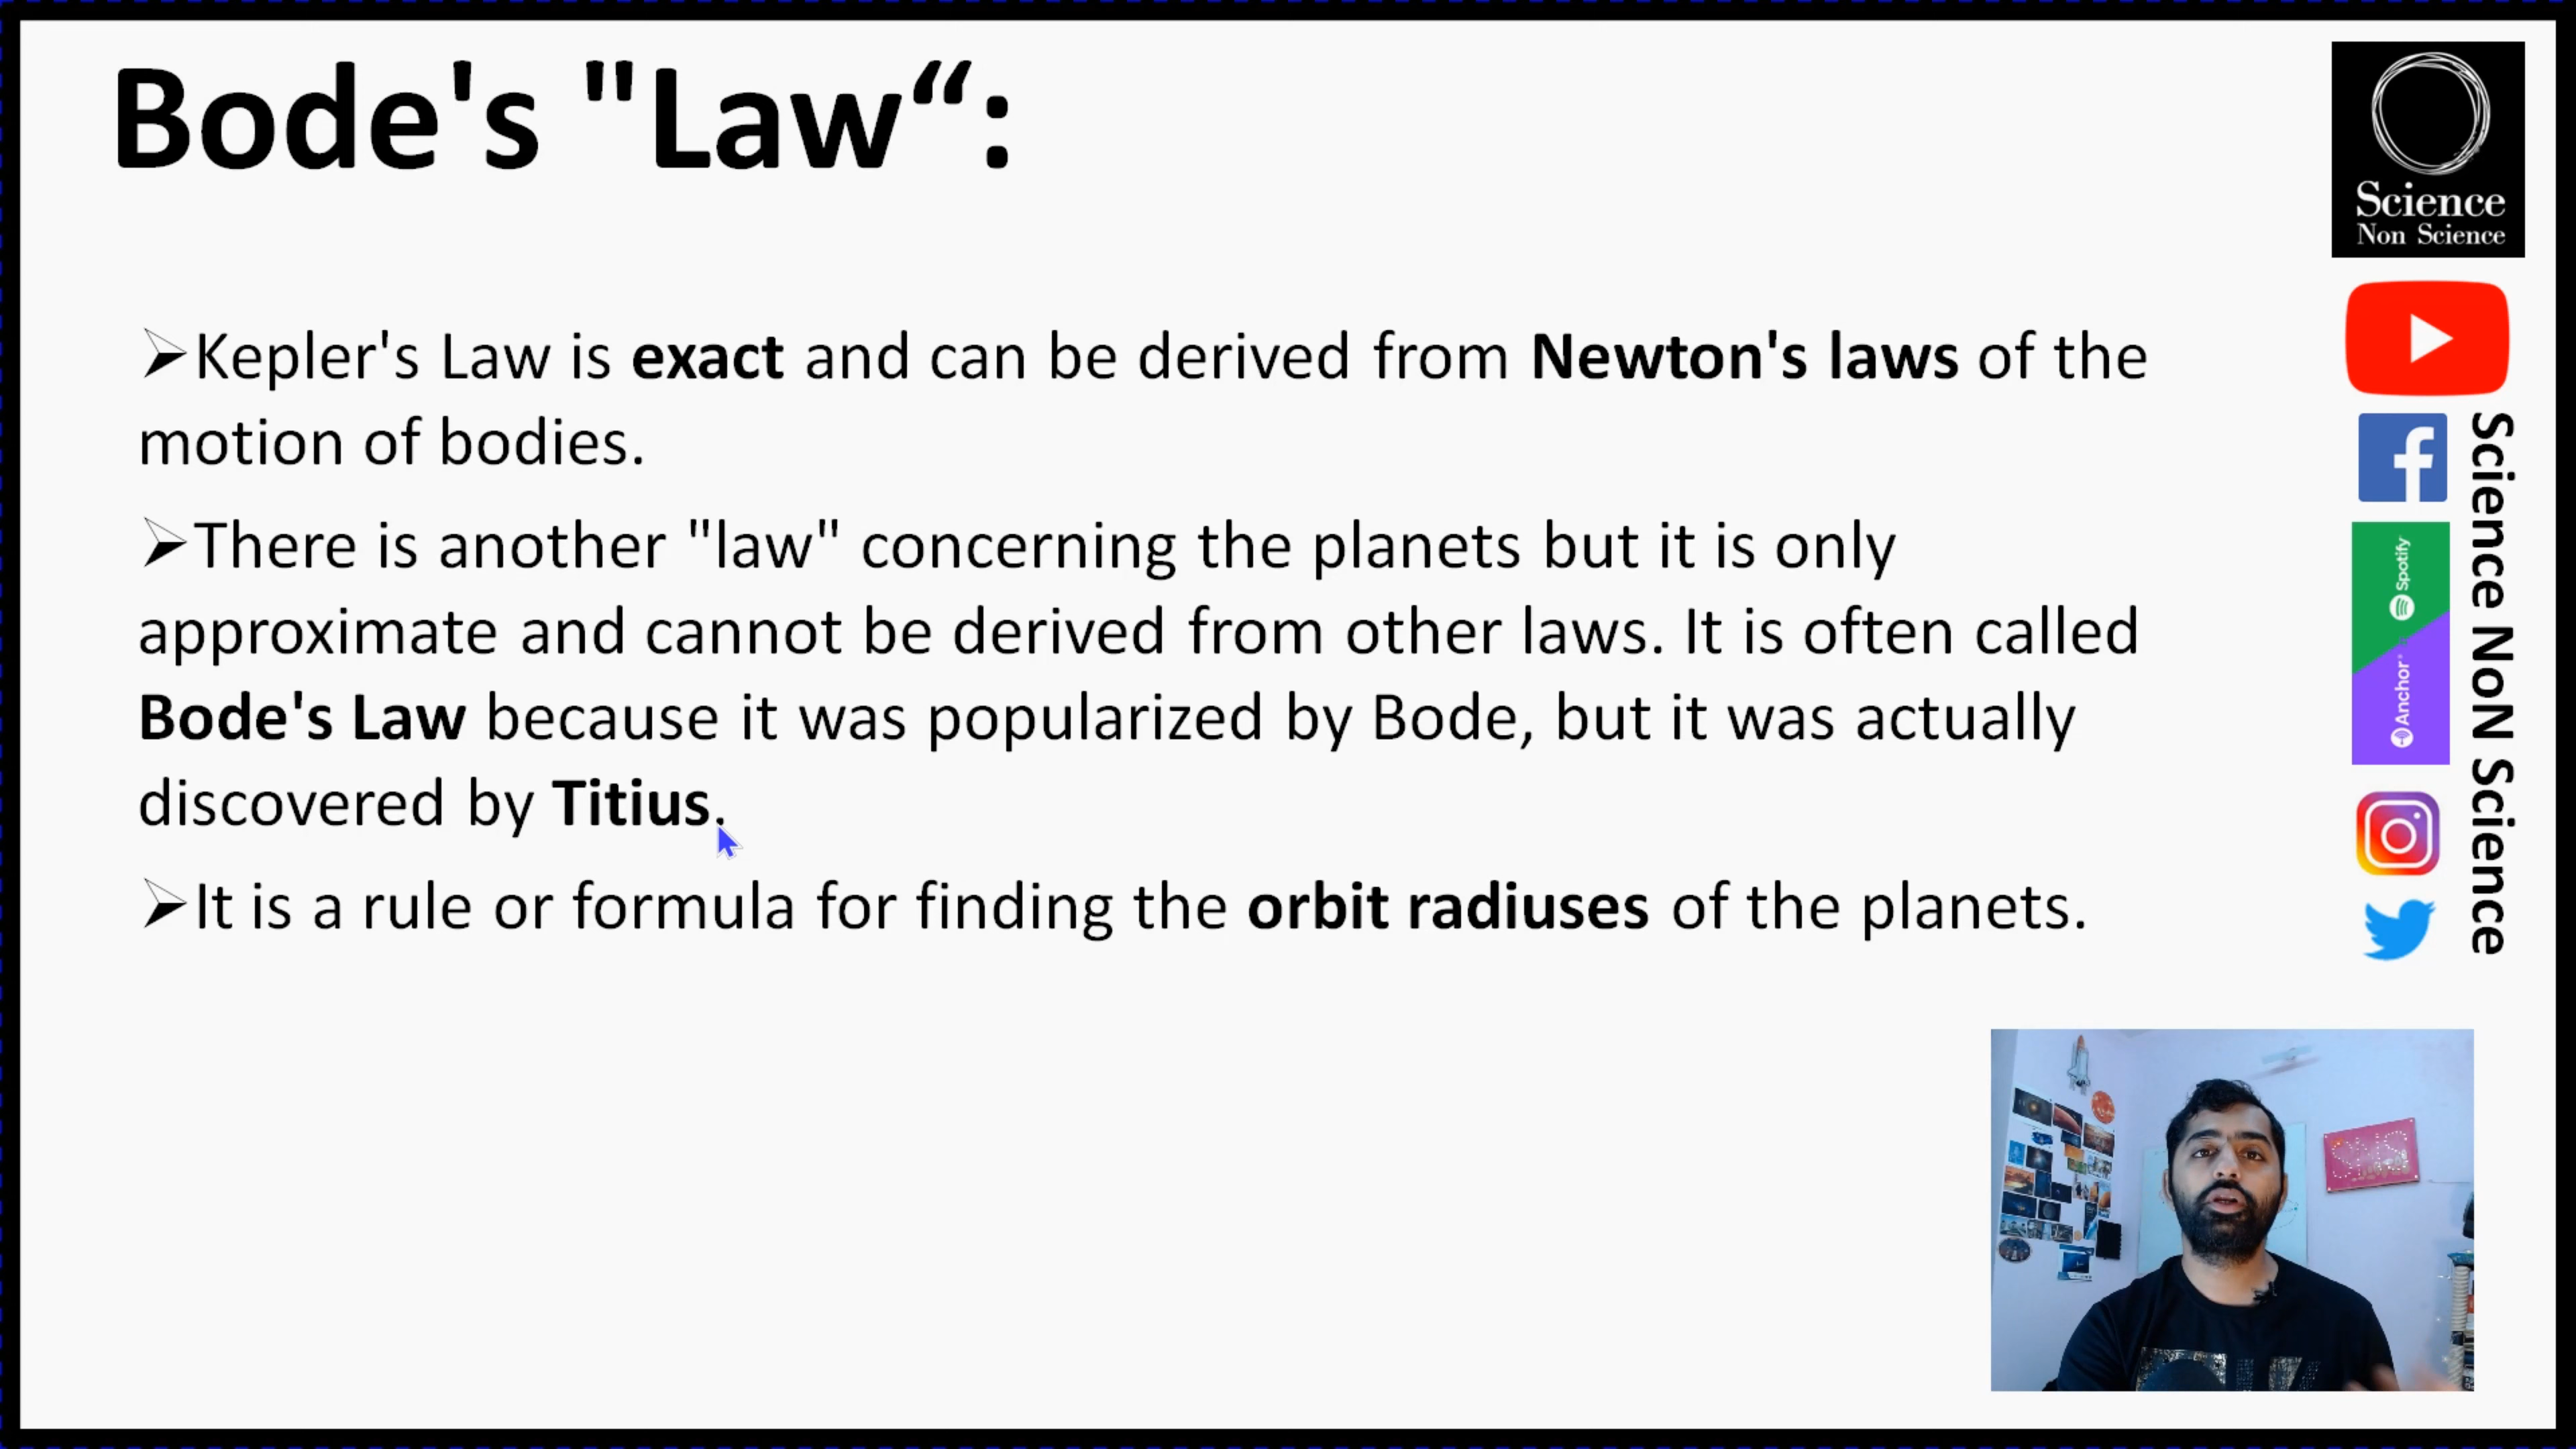 Bode's "Law“:
➢Kepler's Law is exact and can be derived from Newton's laws of the
motion of bodies.
➢There is another "law" concerning the planets but it is only
approximate and cannot be derived from other laws. It is often called
Bode's Law because it was popularized by Bode, but it was actually
discovered by Titius.
➢It is a rule or formula for finding the orbit radiuses of the planets.
Science
Non Science
Spotify
Anchor
Science NoN Science
SNS